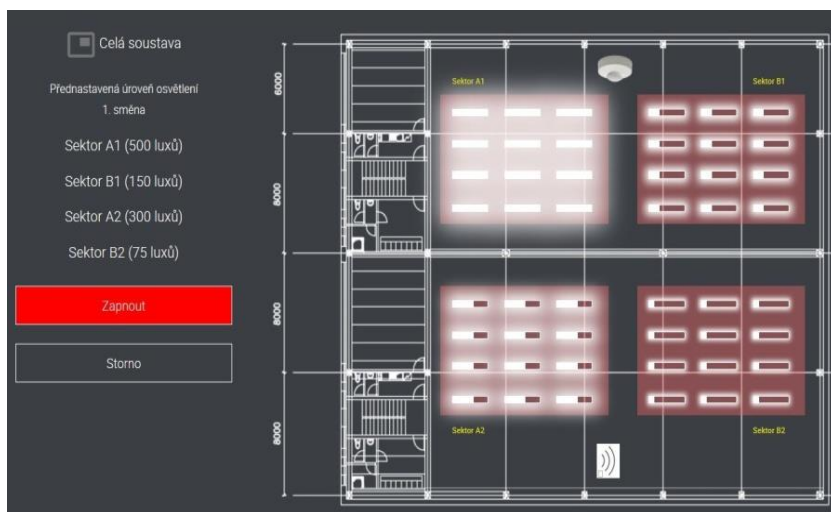 Celá soustava
Přednastavená úroveň osvětlení
1. směna
Sektor A1 (500 luxů)
Sektor B1 (150 luxů)
Sektor A2 (300 luxů)
Sektor B2 (75 luxů)
Zapnout
Storno
6000
8000
8000
8000
Sektor A1
Sektor B1
Sektor A2
Sektor B2